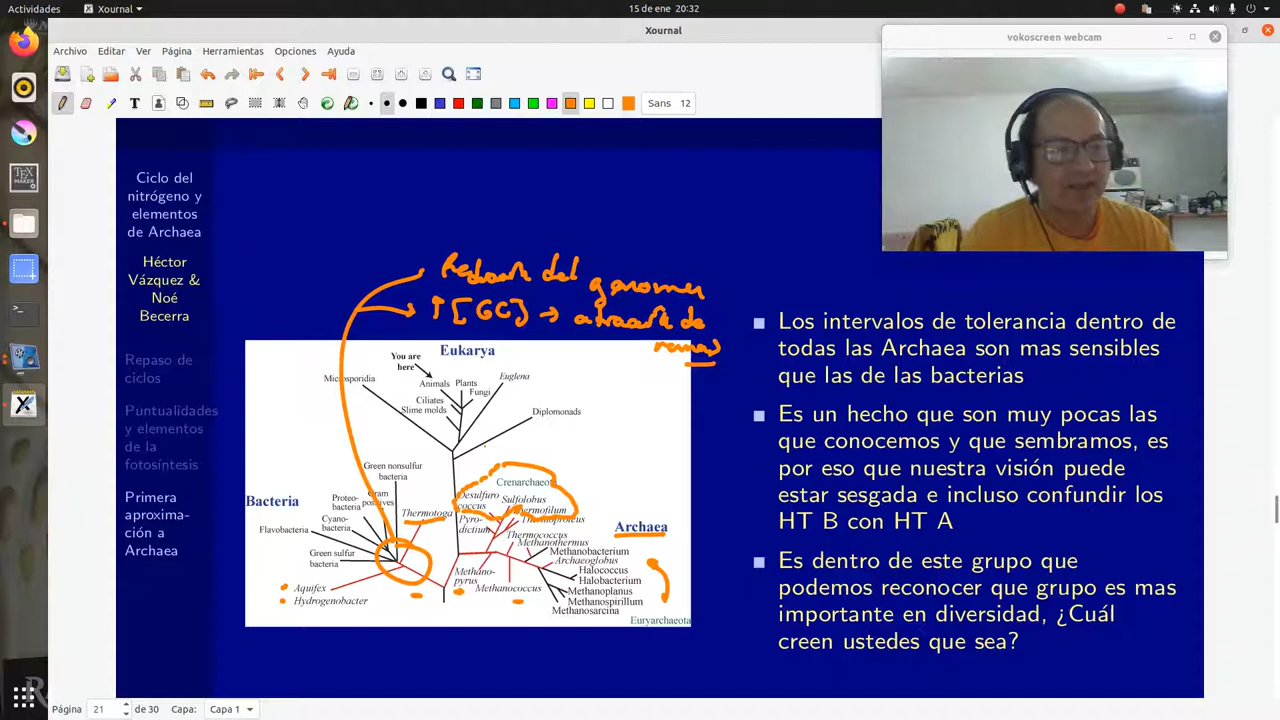 Actividades
Xournal
15 de ene 20:32
Xournal
vokoscreen webcam
Archivo Editar Ver Página Herramientas Opciones Ayuda
Sans 12
Ciclo del
nitrógeno y
elementos
de Archaea
Héctor
Vázquez &
Noé
Becerra
Repaso de
ciclos
Puntualidades
y elementos
de la
fotosíntesis
Primera
aproxima-
ción a
Archaea
del
genomer
↑[GC] → a través de
ramas
Eukarya
You are
here
Microsporidia
Animals
Plants
Fungi
Euglena
Ciliates
Slime molds
Diplomonads
Bacteria
Green nonsulfur
bacteria
Gram
positives
Proteo-
bacteria
Cyano-
bacteria
Flavobacteria
Green sulfur
bacteria
Thermotoga
Aquifex
Hydrogenobacter
Crenarchaeota
Desulfuro
coccus
Sulfolobus
Thermofilum
Thermoproteus
Pyro-
dictium
Archaea
Thermococcus
Methanothermus
Methanobacterium
Archaeoglobus
Halococcus
Halobacterium
Methanoplanus
Methanospirillum
Methanosarcina
Methano-
pyrus
Methanococcus
Euryarchaeota
Los intervalos de tolerancia dentro de
todas las Archaea son mas sensibles
que las de las bacterias
Es un hecho que son muy pocas las
que conocemos y que sembramos, es
por eso que nuestra visión puede
estar sesgada e incluso confundir los
HT B con HT A
Es dentro de este grupo que
podemos reconocer que grupo es mas
importante en diversidad, ¿Cuál
creen ustedes que sea?
Página 21 de 30 Capa: Capa 1